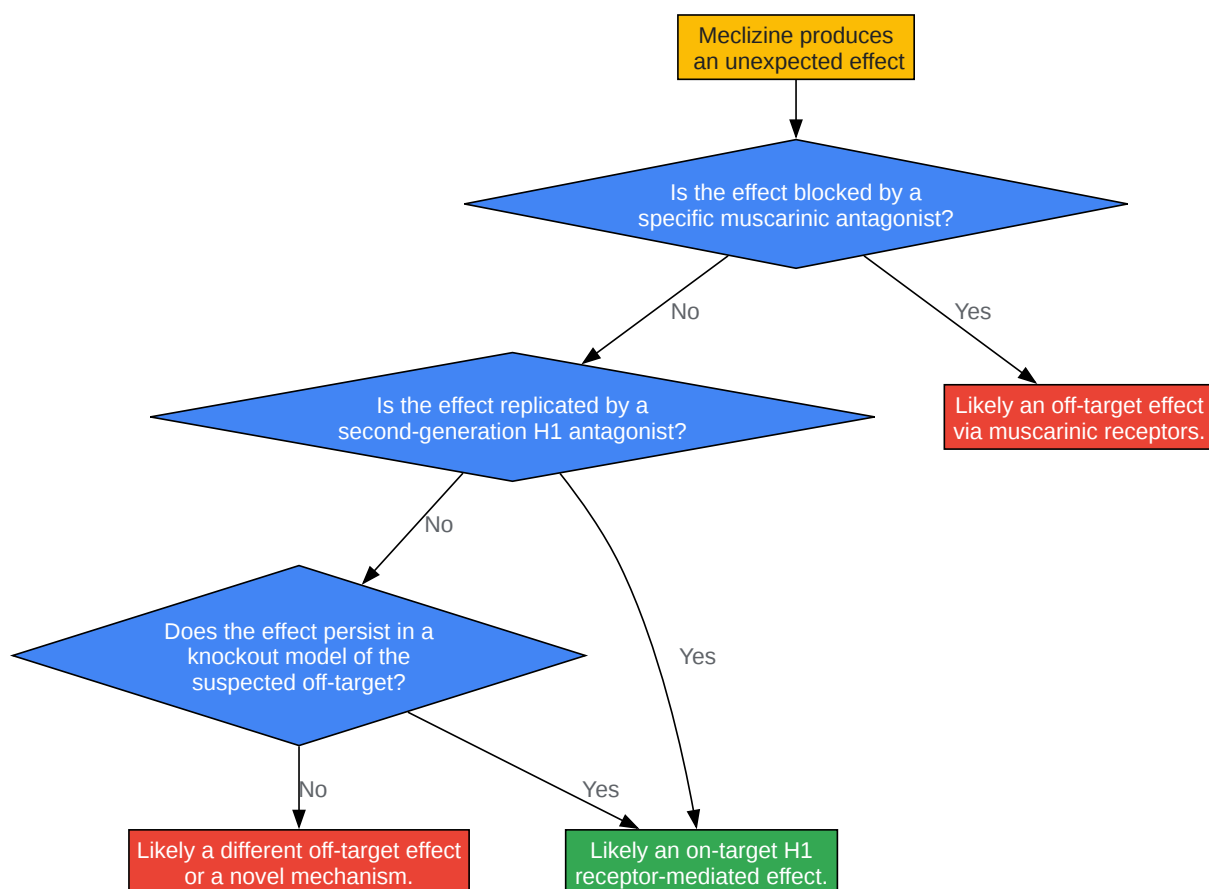 Meclizine produces
an unexpected effect
Is the effect blocked by a
specific muscarinic antagonist?
No
Yes
Is the effect replicated by a
second-generation H1 antagonist?
Likely an off-target effect
via muscarinic receptors.
No
Yes
Does the effect persist in a
knockout model of the
suspected off-target?
No
Yes
Likely a different off-target effect
or a novel mechanism.
Likely an on-target H1
receptor-mediated effect.